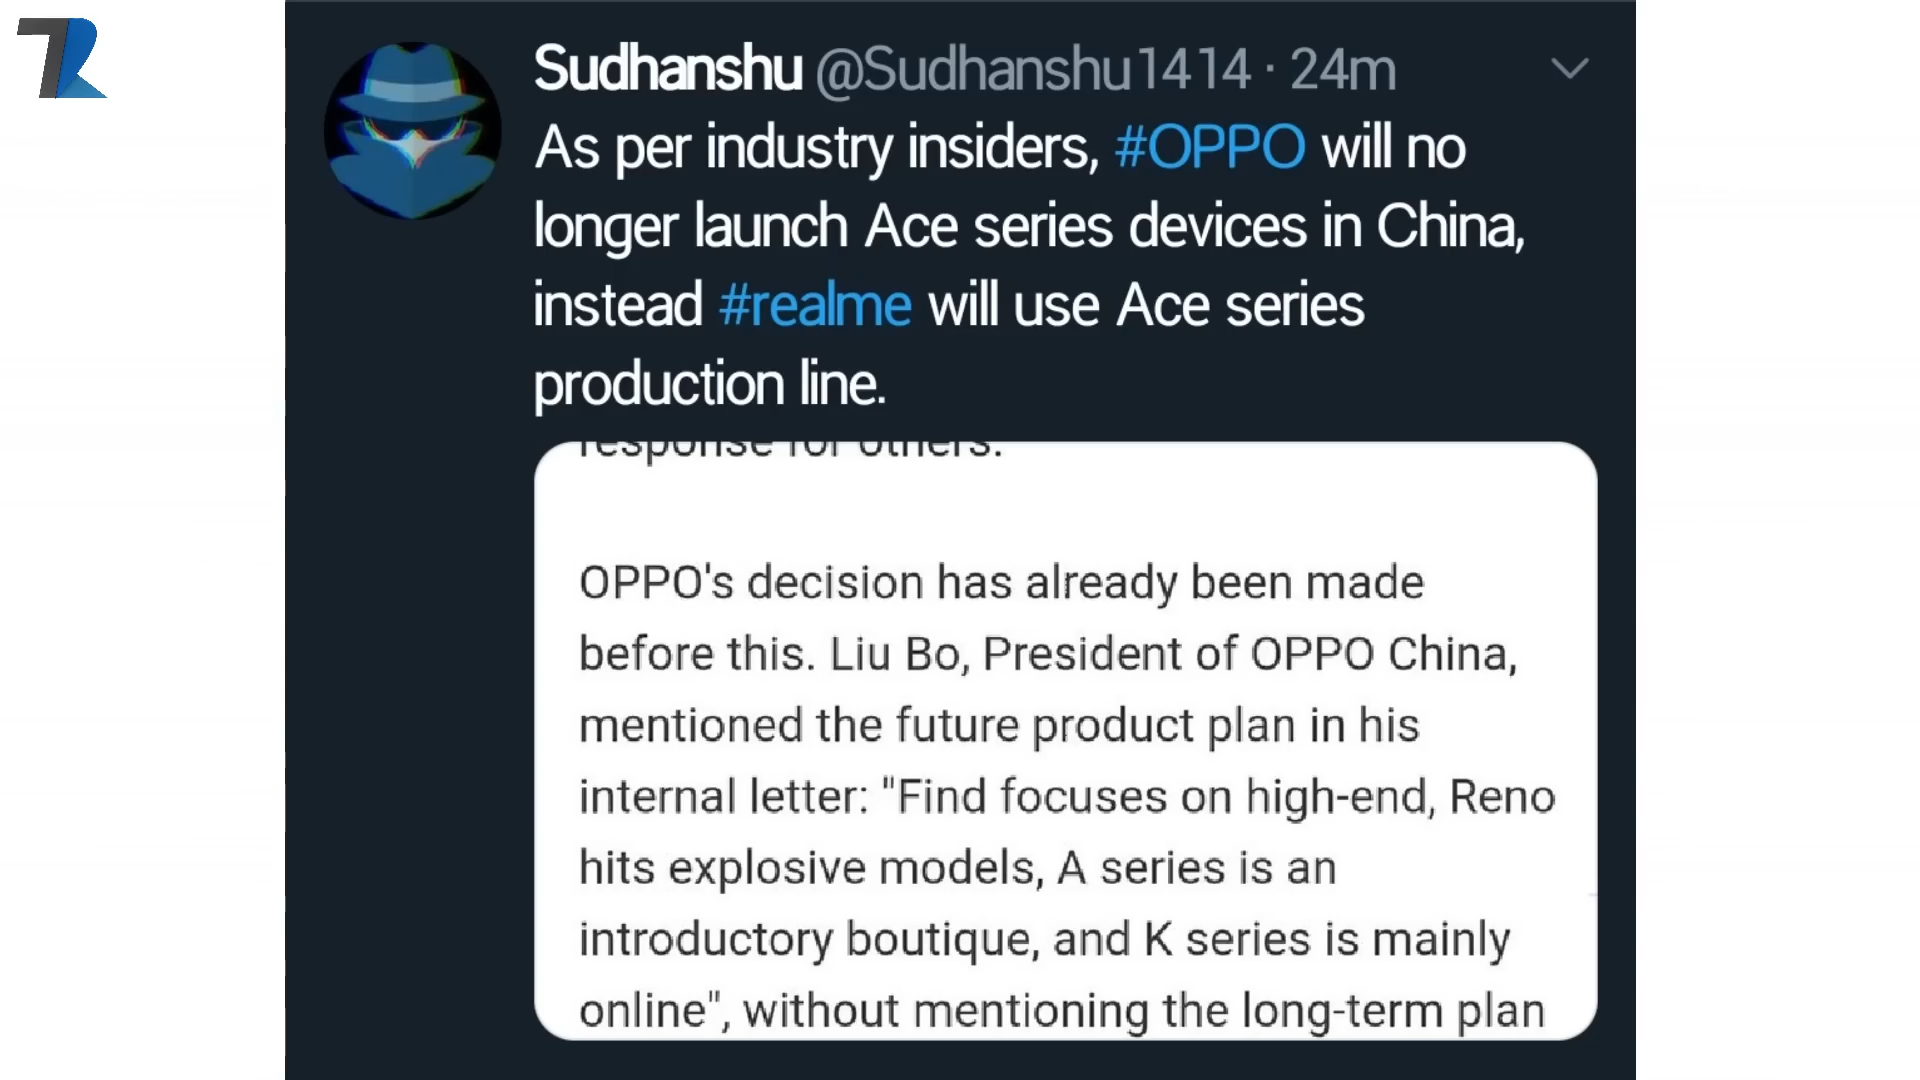 Sudhanshu @Sudhanshu1414 · 24m
As per industry insiders, #OPPO will no
longer launch Ace series devices in China,
instead #realme will use Ace series
production line.
response for others.
OPPO's decision has already been made
before this. Liu Bo, President of OPPO China,
mentioned the future product plan in his
internal letter: "Find focuses on high-end, Reno
hits explosive models, A series is an
introductory boutique, and K series is mainly
online", without mentioning the long-term plan